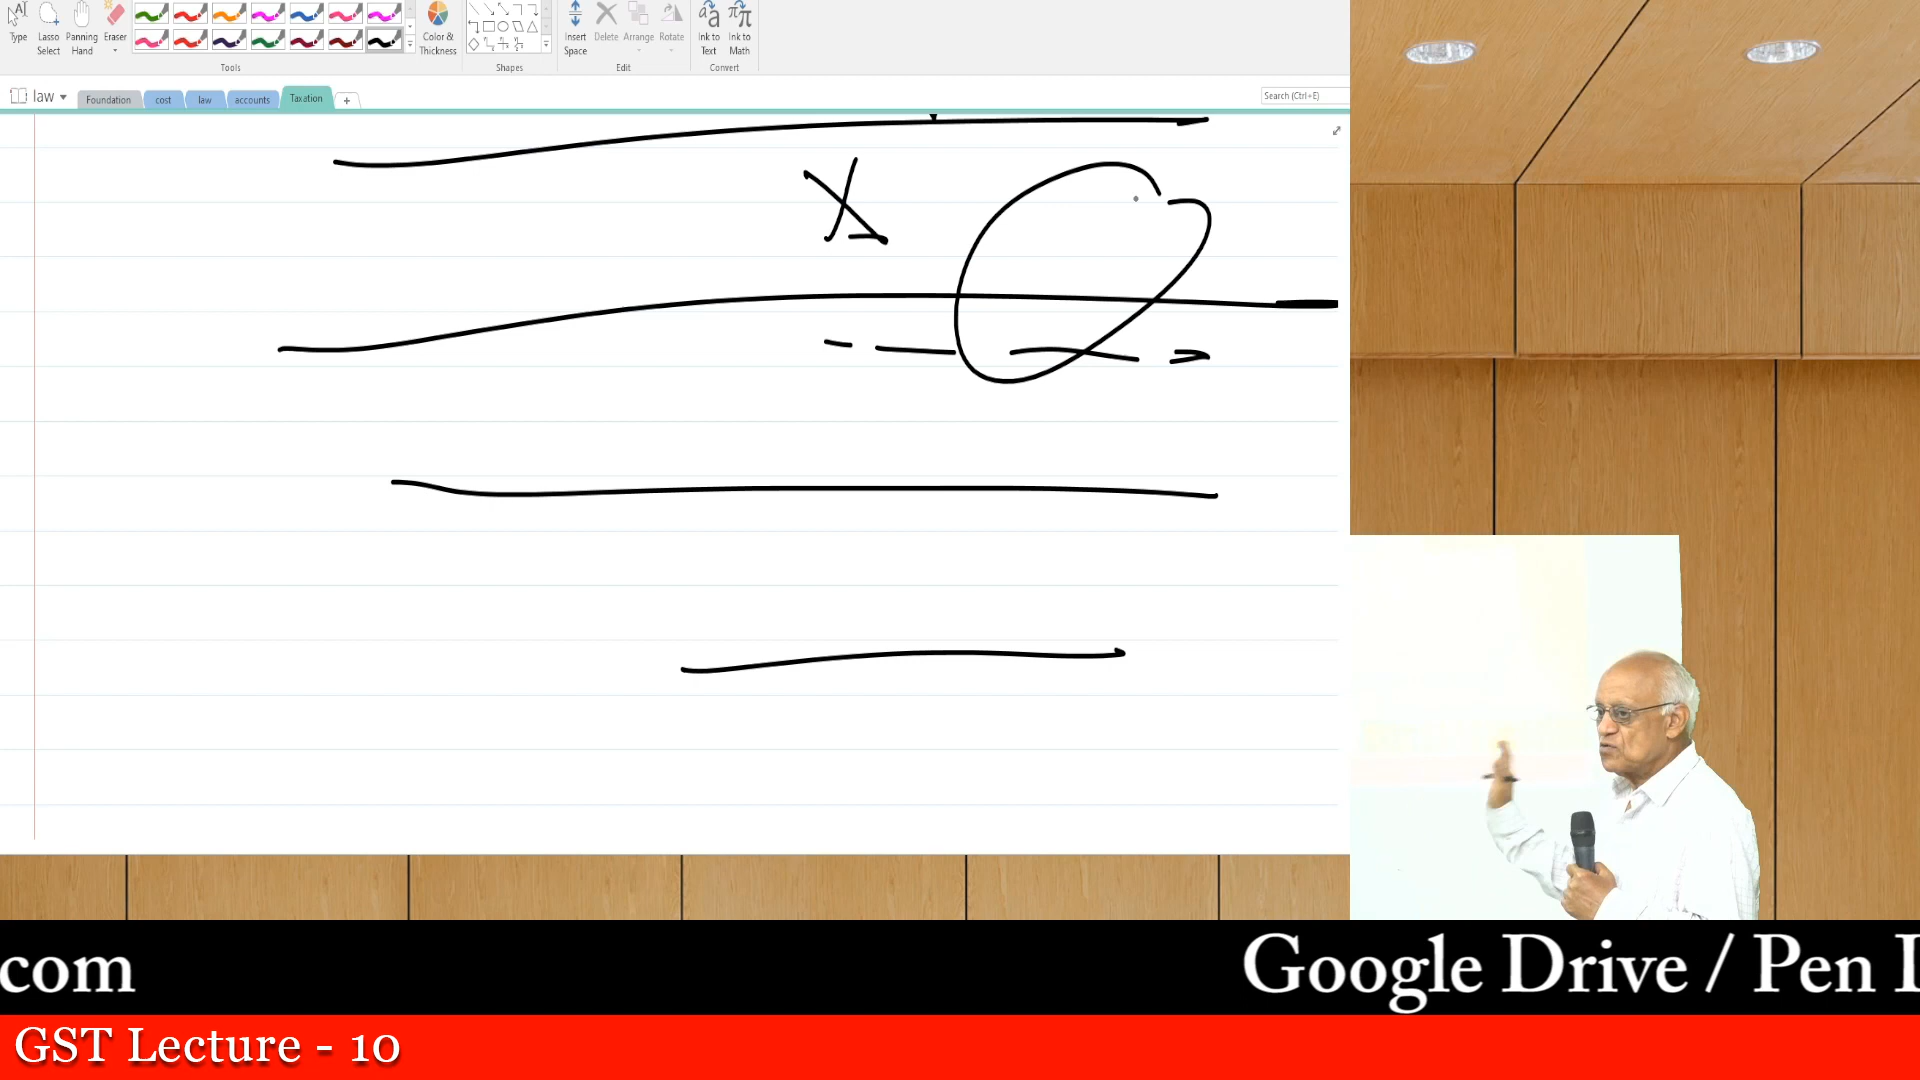 Type
Lasso Select
Panning Hand
Eraser
Color & Thickness
Insert Space
Delete
Arrange
Rotate
Ink to Text
Ink to Math
Tools
Shapes
Edit
Convert
law
Foundation
cost
law
accounts
Taxation
Search (Ctrl+E)
X
com
Google Drive / Pen D
GST Lecture - 10